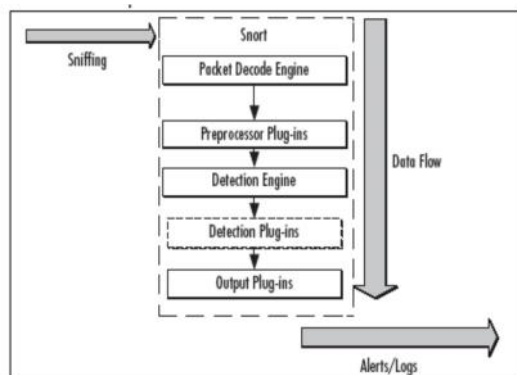 Snort
Sniffing
Packet Decode Engine
Preprocessor Plug-ins
Data Flow
Detection Engine
Detection Plug-ins
Output Plug-ins
Alerts/Logs